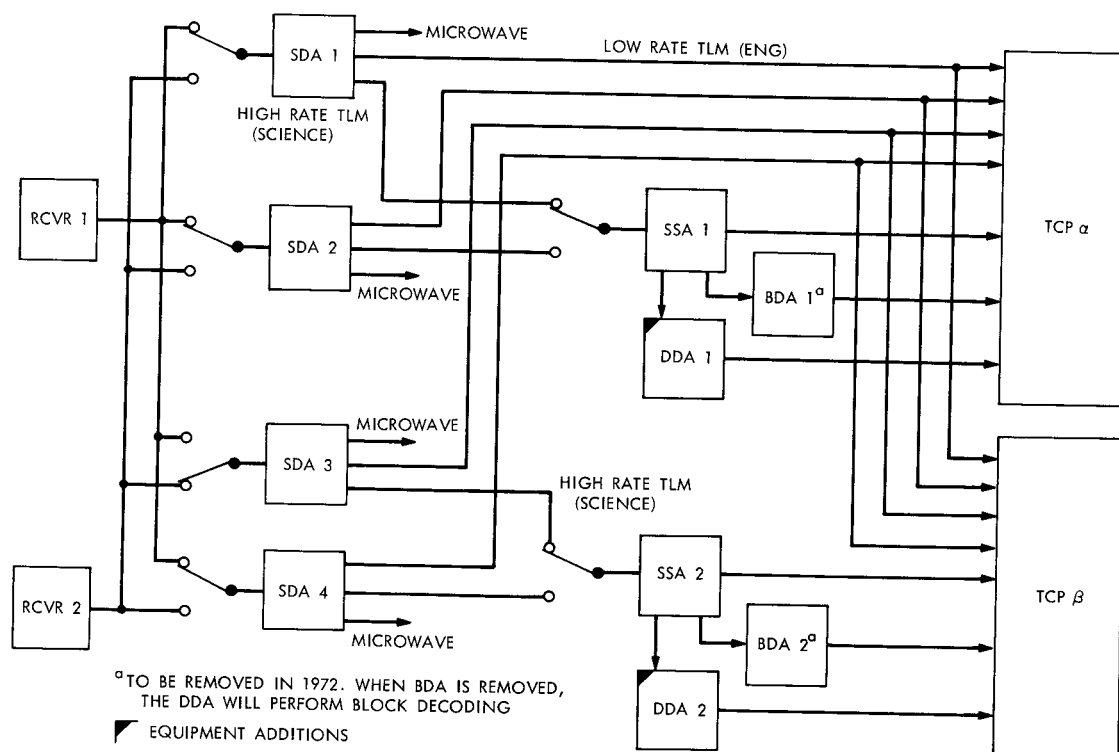 MICROWAVE
SDA 1
LOW RATE TLM (ENG)
HIGH RATE TLM
(SCIENCE)
RCVR 1
SDA 2
MICROWAVE
SSA 1
TCP α
BDA 1ᵃ
DDA 1
MICROWAVE
SDA 3
HIGH RATE TLM
(SCIENCE)
RCVR 2
SDA 4
MICROWAVE
SSA 2
TCP β
BDA 2ᵃ
DDA 2
ᵃTO BE REMOVED IN 1972. WHEN BDA IS REMOVED,
THE DDA WILL PERFORM BLOCK DECODING
EQUIPMENT ADDITIONS